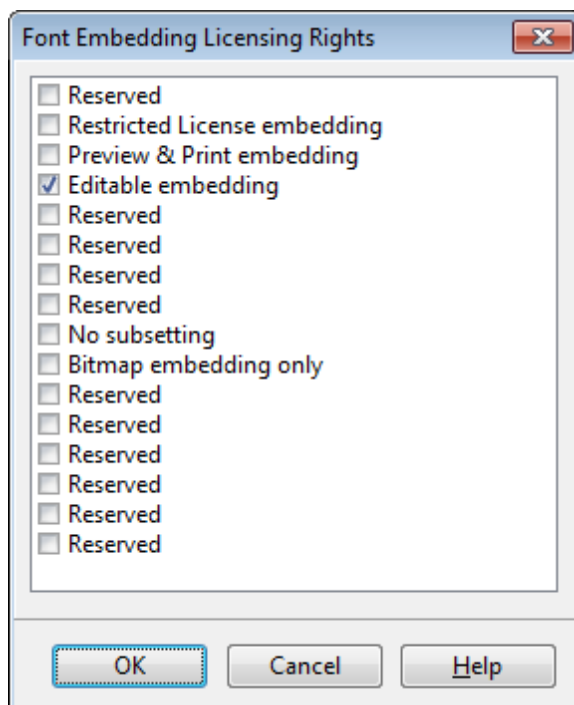 Font Embedding Licensing Rights
Reserved
Restricted License embedding
Preview & Print embedding
Editable embedding
Reserved
Reserved
Reserved
Reserved
No subsetting
Bitmap embedding only
Reserved
Reserved
Reserved
Reserved
Reserved
Reserved
OK Cancel Help